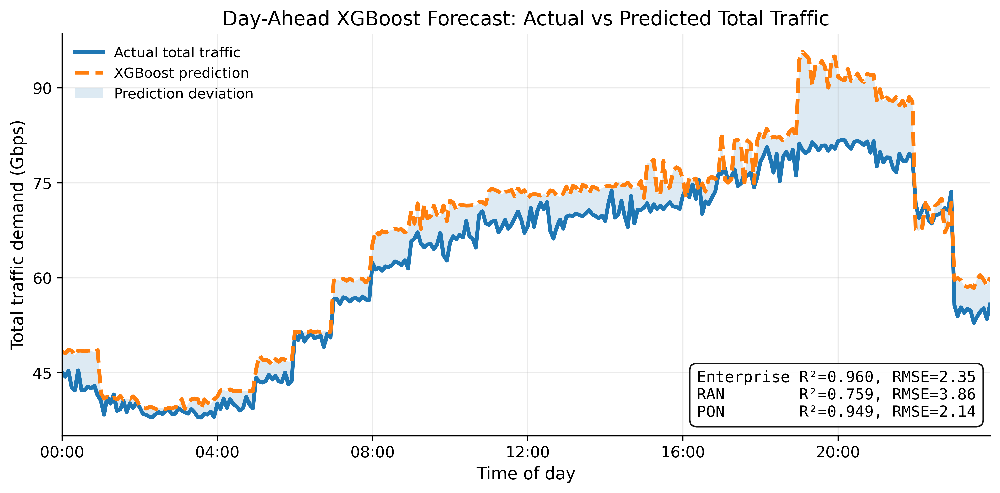 Day-Ahead XGBoost Forecast: Actual vs Predicted Total Traffic
Actual total traffic
XGBoost prediction
Prediction deviation
Total traffic demand (Gbps)
90
75
60
45
Enterprise R²=0.960, RMSE=2.35
RAN R²=0.759, RMSE=3.86
PON R²=0.949, RMSE=2.14
00:00 04:00 08:00 12:00 16:00 20:00
Time of day